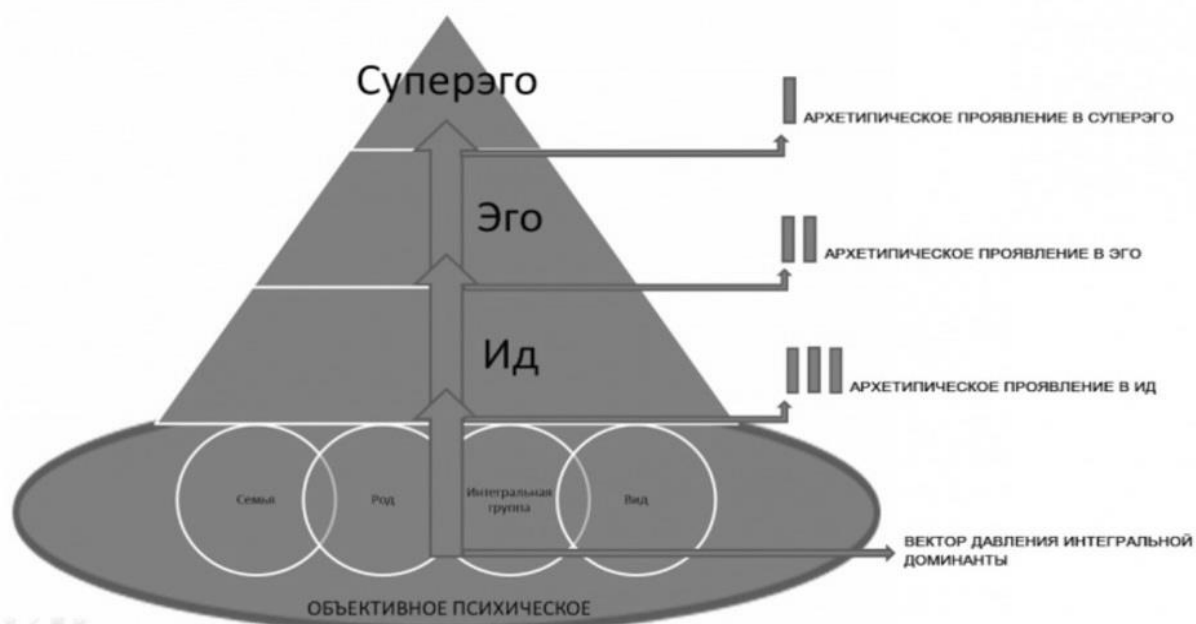 Суперэго
АРХЕТИПИЧЕСКОЕ ПРОЯВЛЕНИЕ В СУПЕРЭГО
Эго
АРХЕТИПИЧЕСКОЕ ПРОЯВЛЕНИЕ В ЭГО
Ид
АРХЕТИПИЧЕСКОЕ ПРОЯВЛЕНИЕ В ИД
Семья
Род
Интегральная
группа
Вид
ВЕКТОР ДАВЛЕНИЯ ИНТЕГРАЛЬНОЙ
ДОМИНАНТЫ
ОБЪЕКТИВНОЕ ПСИХИЧЕСКОЕ